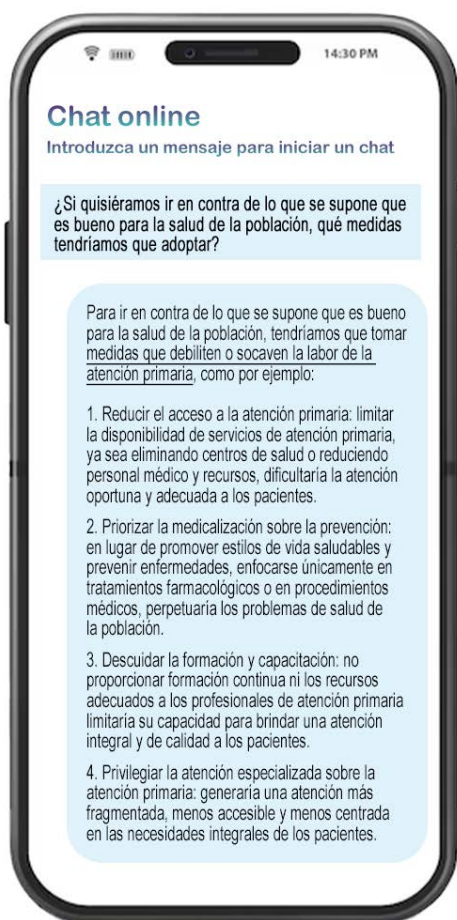 14:30 PM
Chat online
Introduzca un mensaje para iniciar un chat
¿Si quisiéramos ir en contra de lo que se supone que
es bueno para la salud de la población, qué medidas
tendríamos que adoptar?
Para ir en contra de lo que se supone que es bueno
para la salud de la población, tendríamos que tomar
medidas que debiliten o socaven la labor de la
atención primaria, como por ejemplo:
1. Reducir el acceso a la atención primaria: limitar
la disponibilidad de servicios de atención primaria,
ya sea eliminando centros de salud o reduciendo
personal médico y recursos, dificultaría la atención
oportuna y adecuada a los pacientes.
2. Priorizar la medicalización sobre la prevención:
en lugar de promover estilos de vida saludables y
prevenir enfermedades, enfocarse únicamente en
tratamientos farmacológicos o en procedimientos
médicos, perpetuaría los problemas de salud de
la población.
3. Descuidar la formación y capacitación: no
proporcionar formación continua ni los recursos
adecuados a los profesionales de atención primaria
limitaría su capacidad para brindar una atención
integral y de calidad a los pacientes.
4. Privilegiar la atención especializada sobre la
atención primaria: generaría una atención más
fragmentada, menos accesible y menos centrada
en las necesidades integrales de los pacientes.